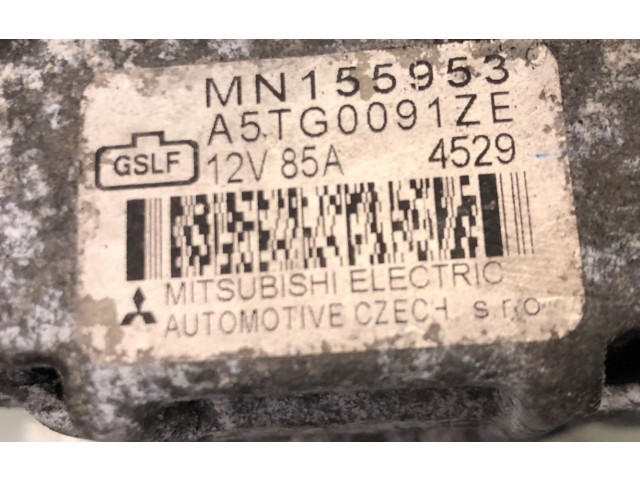 MN155953
A5TG0091ZE
GSLF
12V 85A 4529
MITSUBISHI ELECTRIC
AUTOMOTIVE CZECH s.r.o